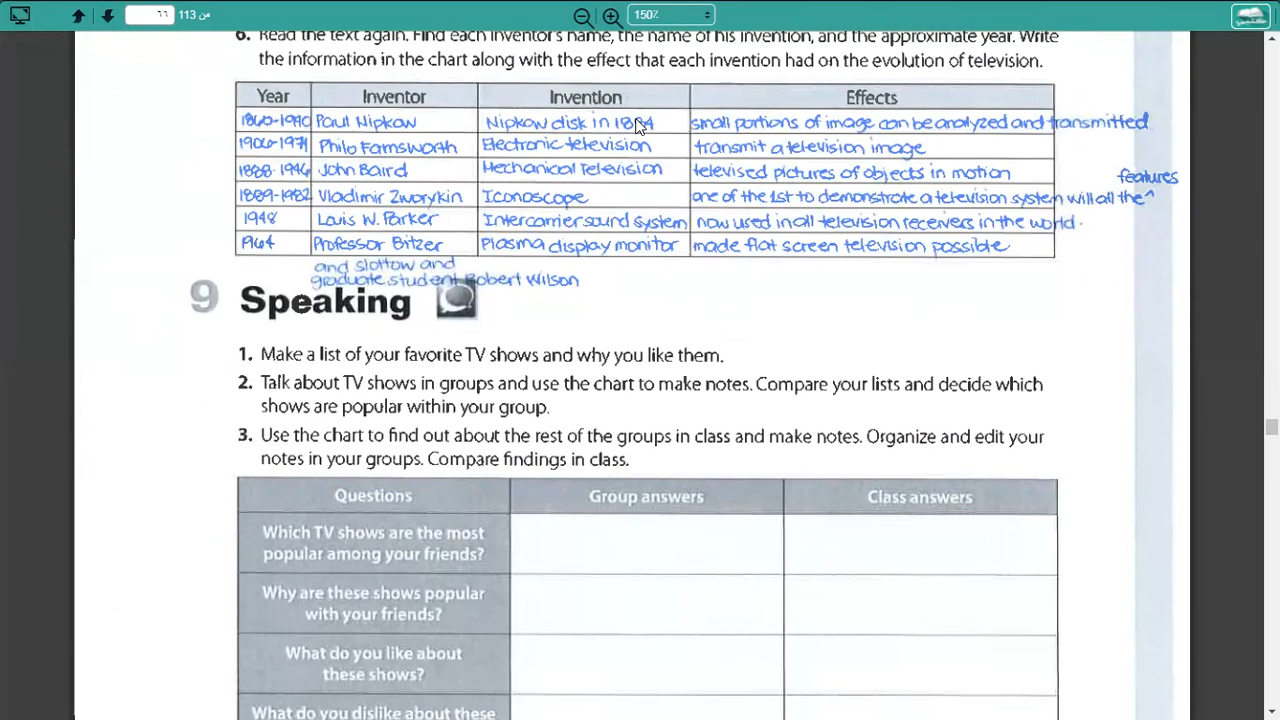 من 113
١١
150٪
6. Read the text again. Find each inventor's name, the name of his invention, and the approximate year. Write
the information in the chart along with the effect that each invention had on the evolution of television.
Year Inventor Invention Effects
1860-1940 Paul Nipkow Nipkow disk in 1884 small portions of image can be analyzed and transmitted
1906-1971 Philo Farnsworth Electronic television transmit a television image
1888-1946 John Baird Mechanical Television televised pictures of objects in motion
features
1889-1982 Vladimir Zworykin Iconoscope one of the 1st to demonstrate a television system will all the ^
1948 Louis W. Parker Intercarrier sound system now used in all television receivers in the world.
1964 Professor Bitzer Plasma display monitor made flat screen television possible
and slottow and
graduate student Robert Wilson
9 Speaking
1. Make a list of your favorite TV shows and why you like them.
2. Talk about TV shows in groups and use the chart to make notes. Compare your lists and decide which
shows are popular within your group.
3. Use the chart to find out about the rest of the groups in class and make notes. Organize and edit your
notes in your groups. Compare findings in class.
Questions Group answers Class answers
Which TV shows are the most
popular among your friends?
Why are these shows popular
with your friends?
What do you like about
these shows?
What do you dislike about these